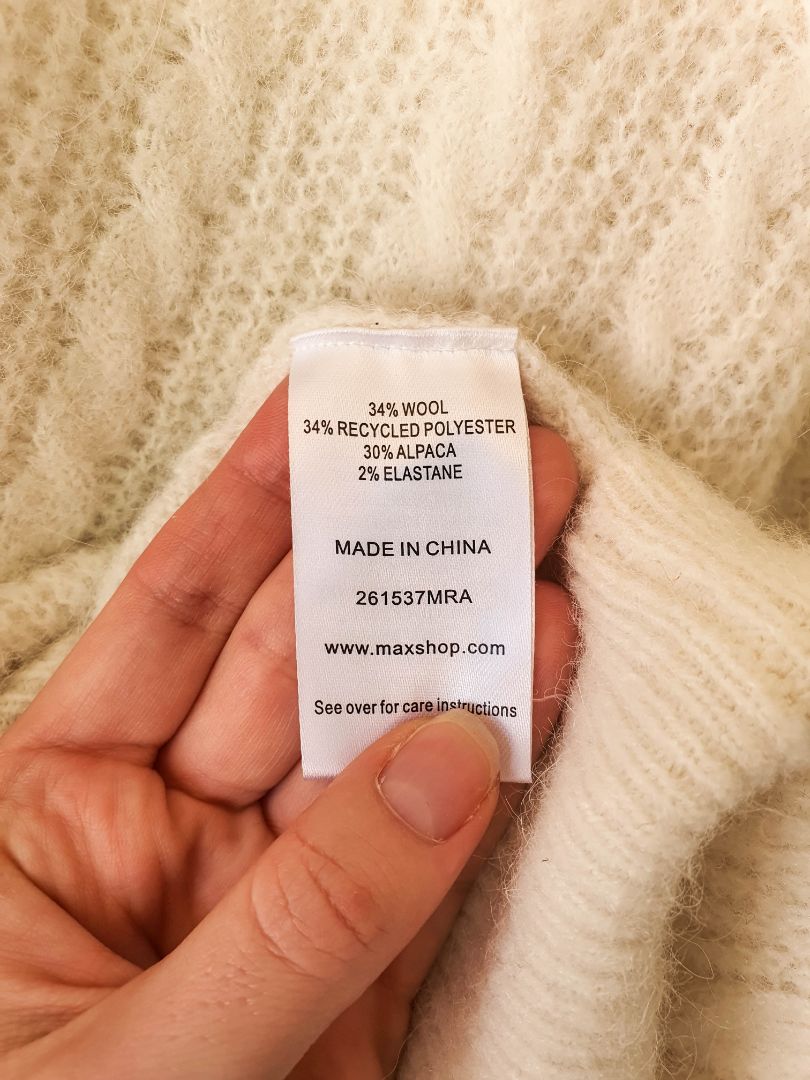 34% WOOL
34% RECYCLED POLYESTER
30% ALPACA
2% ELASTANE
MADE IN CHINA
261537MRA
www.maxshop.com
See over for care instructions